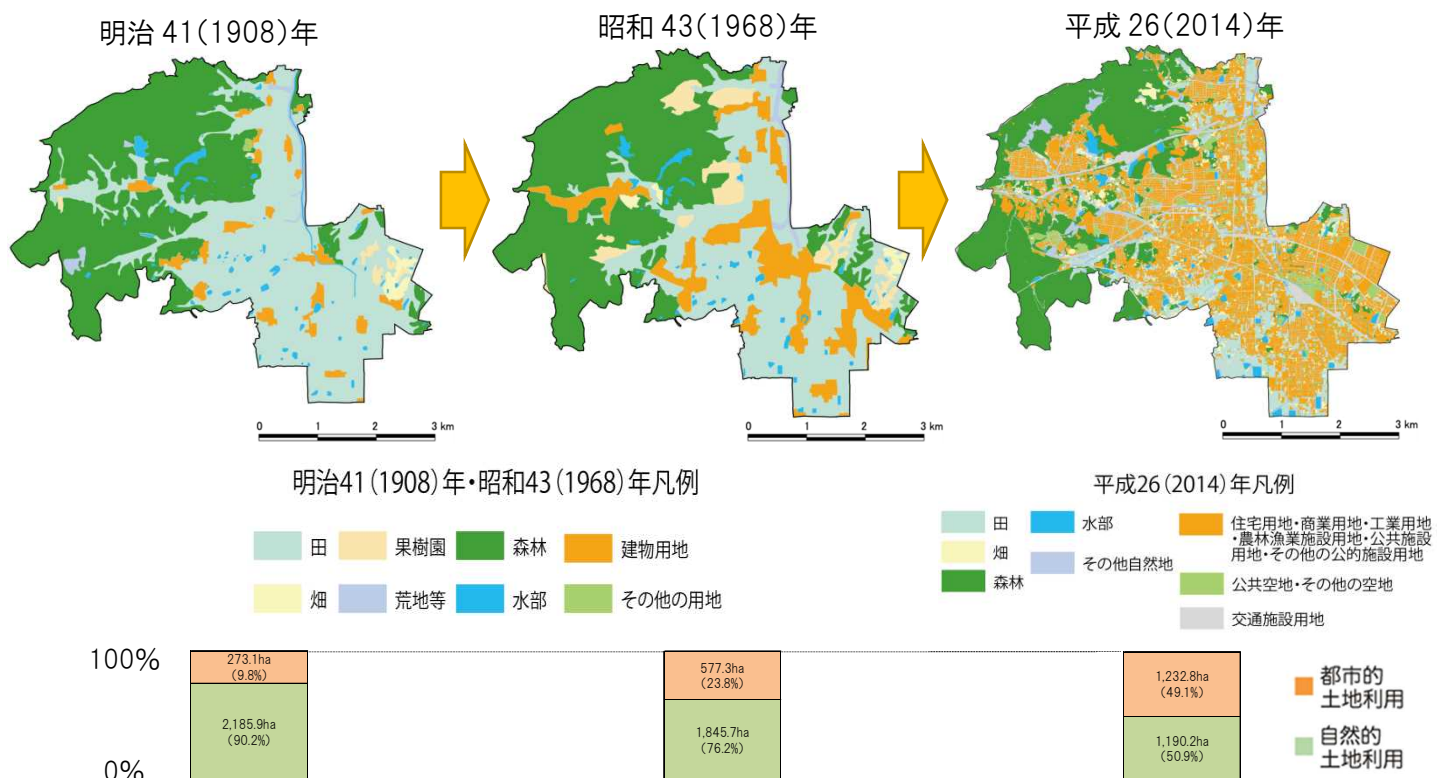 明治 41(1908)年
昭和 43(1968)年
平成 26(2014)年
0 1 2 3 km
0 1 2 3 km
0 1 2 3 km
明治41(1908)年・昭和43(1968)年凡例
田
果樹園
森林
建物用地
畑
荒地等
水部
その他の用地
平成26(2014)年凡例
田
畑
森林
水部
その他自然地
住宅用地・商業用地・工業用地
・農林漁業施設用地・公共施設
用地・その他の公的施設用地
公共空地・その他の空地
交通施設用地
100%
0%
273.1ha
(9.8%)
2,185.9ha
(90.2%)
577.3ha
(23.8%)
1,845.7ha
(76.2%)
1,232.8ha
(49.1%)
1,190.2ha
(50.9%)
都市的
土地利用
自然的
土地利用